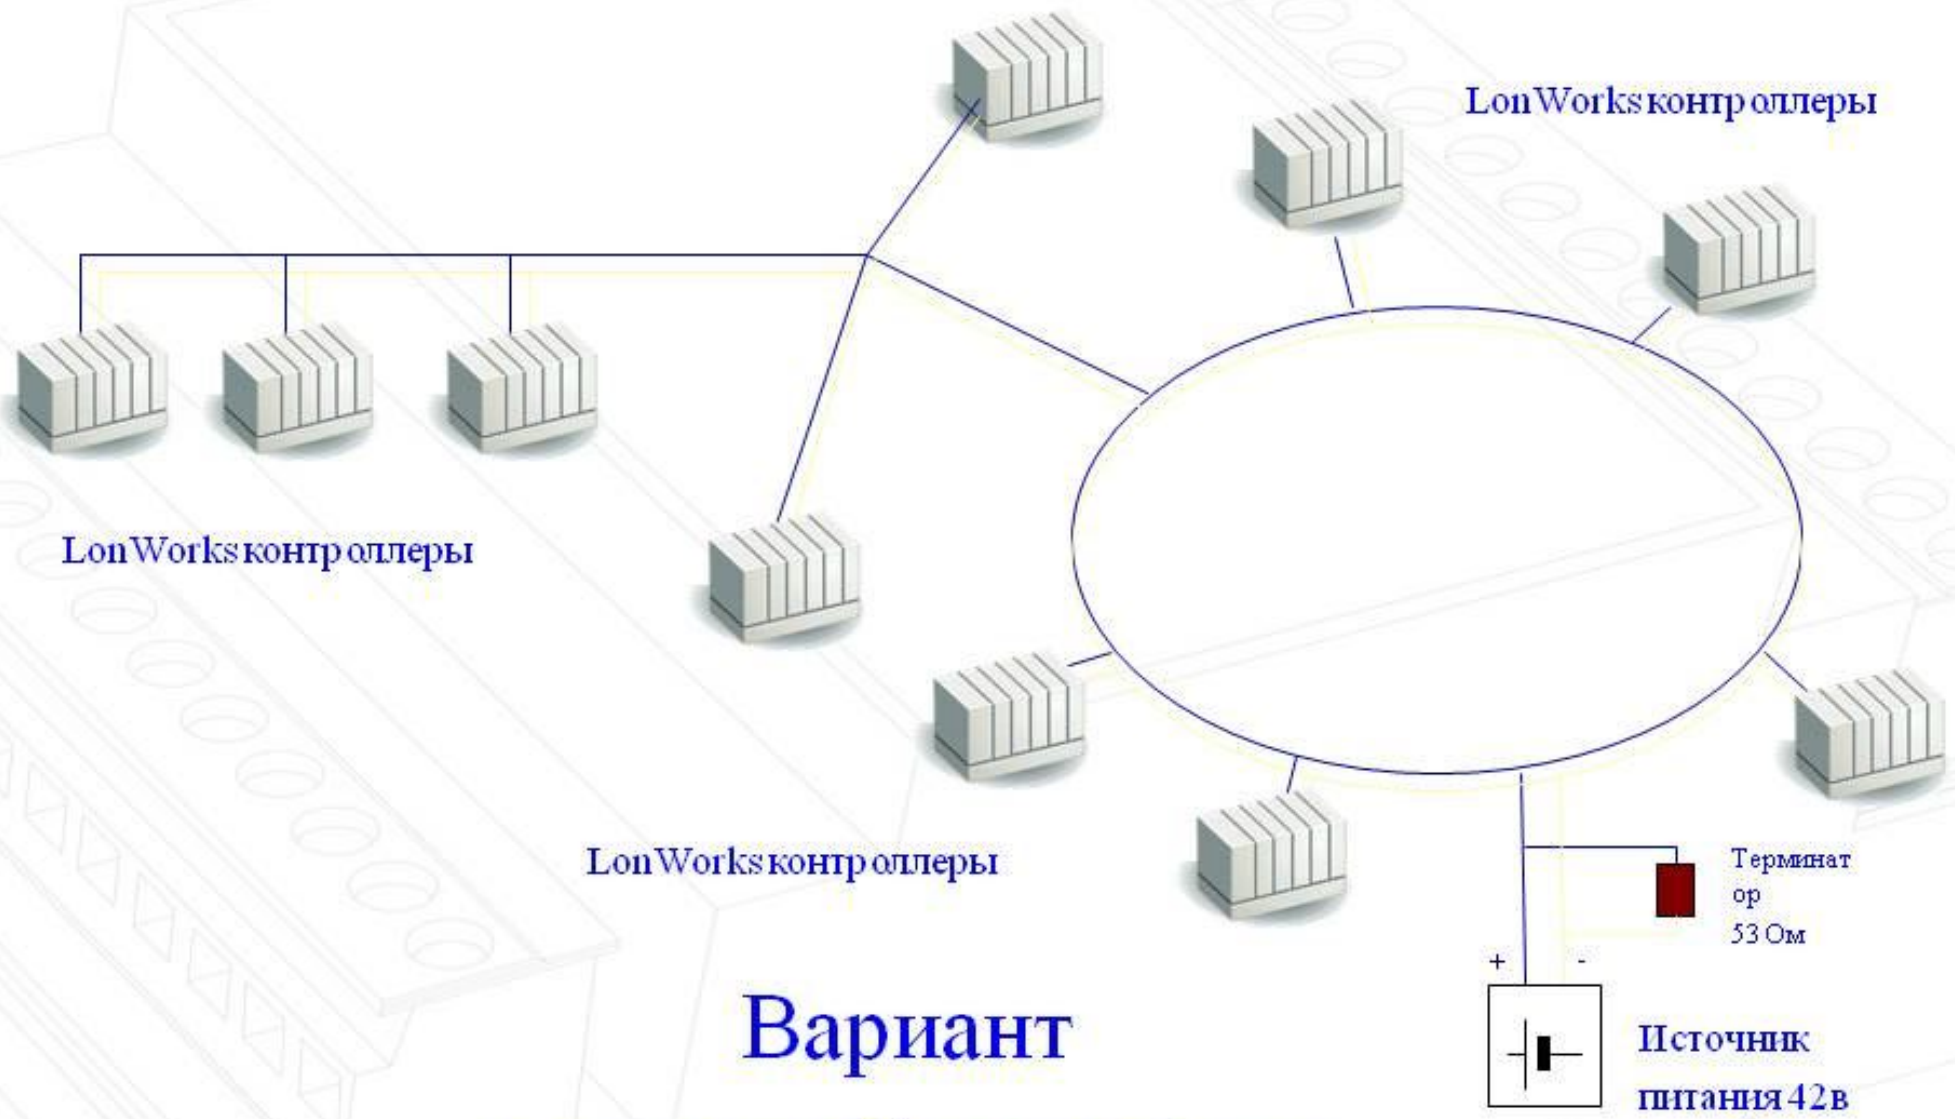 LonWorks контроллеры
LonWorks контроллеры
LonWorks контроллеры
Терминат
ор
53 Ом
+ -
Вариант
Источник
питания 42в